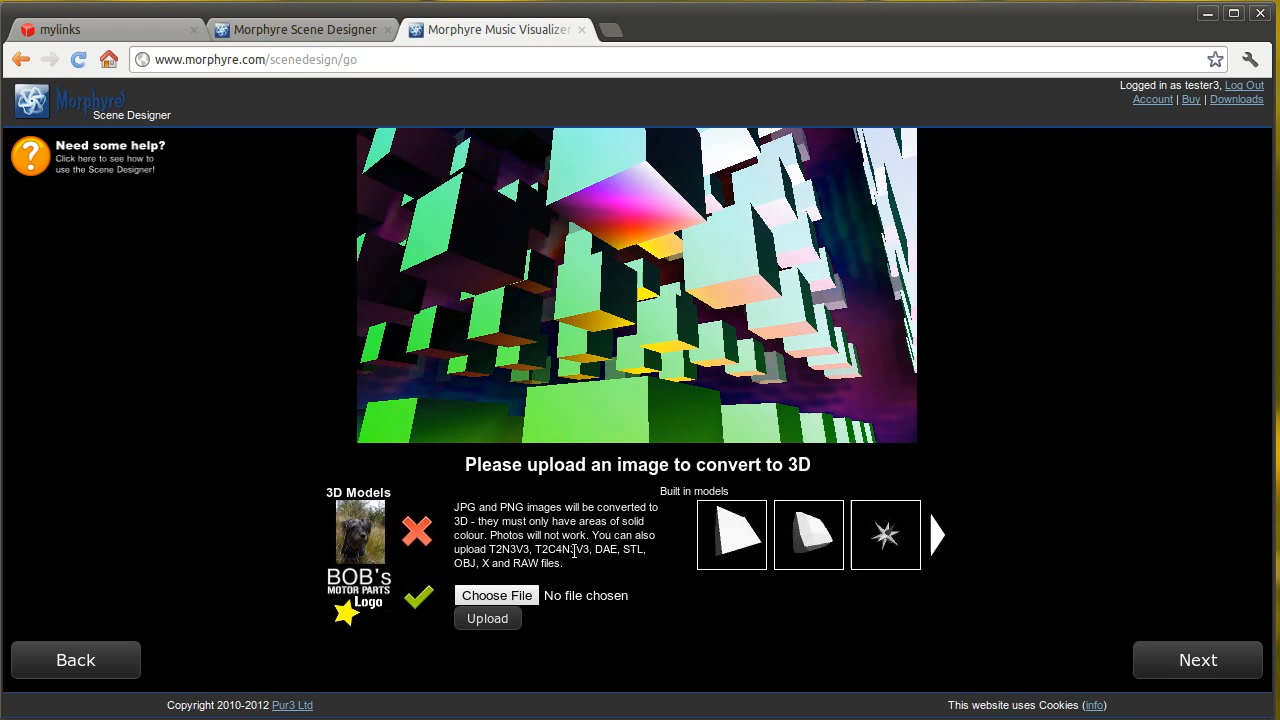 mylinks
Morphyre Scene Designer
Morphyre Music Visualizer
www.morphyre.com/scenedesign/go
Morphyre
Scene Designer
Logged in as tester3, Log Out
Account | Buy | Downloads
Need some help?
Click here to see how to
use the Scene Designer!
Please upload an image to convert to 3D
3D Models
BOB's
MOTOR PARTS
Logo
JPG and PNG images will be converted to
3D - they must only have areas of solid
colour. Photos will not work. You can also
upload T2N3V3, T2C4N3V3, DAE, STL,
OBJ, X and RAW files.
Choose File No file chosen
Upload
Built in models
Back
Next
Copyright 2010-2012 Pur3 Ltd
This website uses Cookies (info)